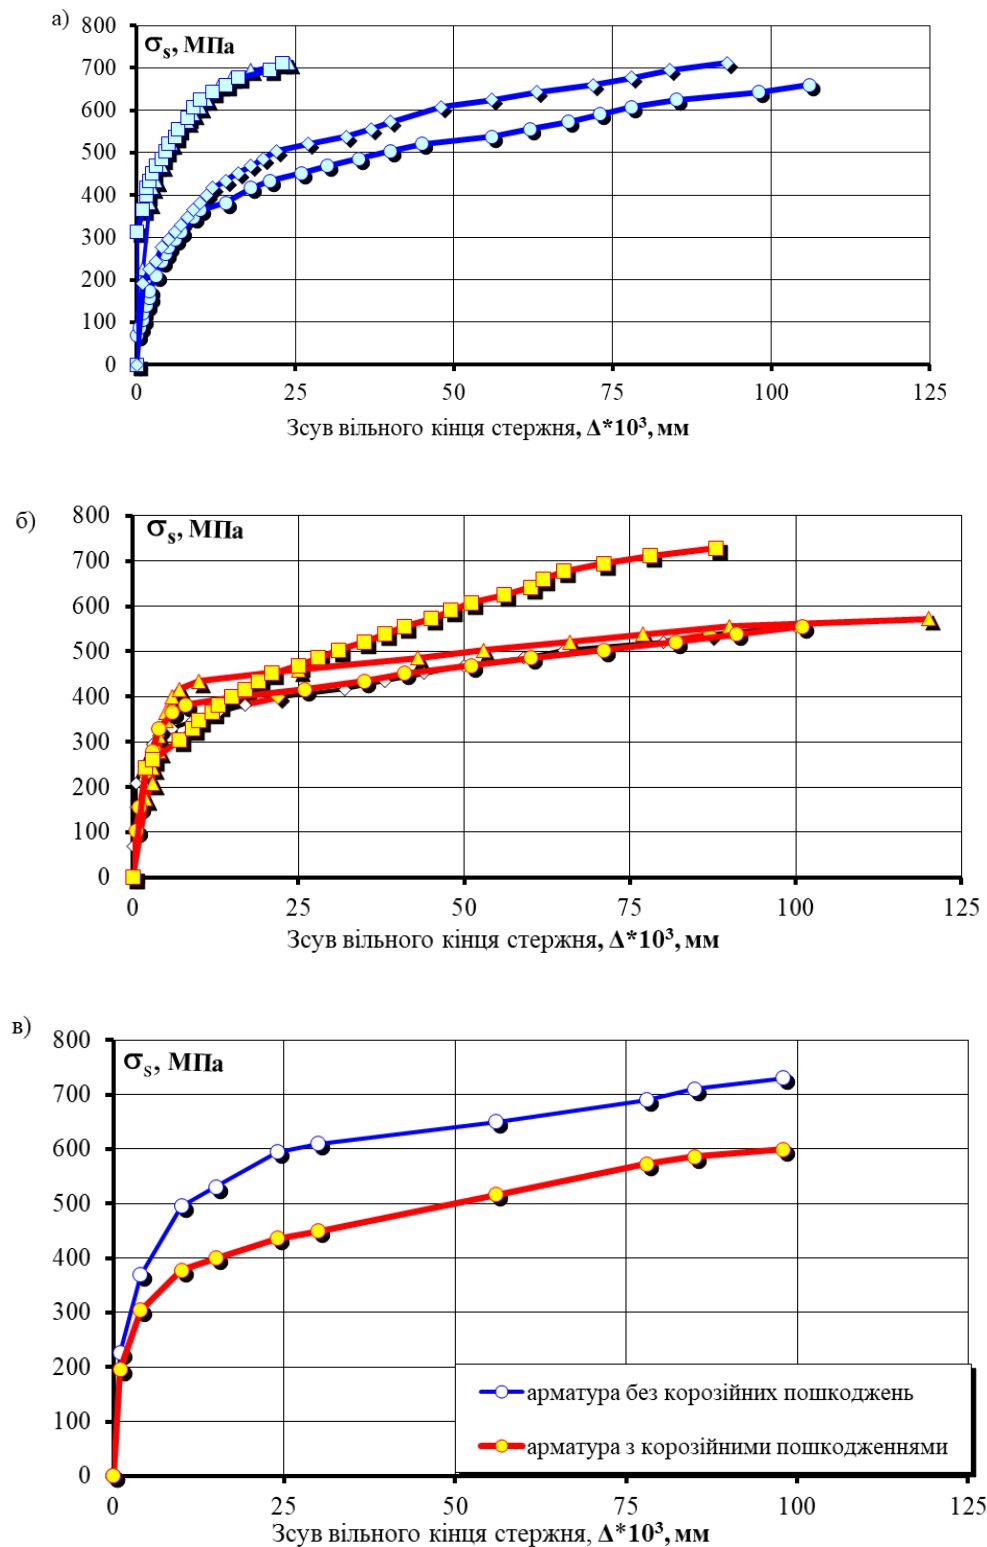 а)
σs, МПа
800
700
600
500
400
300
200
100
0
0 25 50 75 100 125
Зсув вільного кінця стержня, Δ*10³, мм
б)
σs, МПа
800
700
600
500
400
300
200
100
0
0 25 50 75 100 125
Зсув вільного кінця стержня, Δ*10³, мм
в)
σs, МПа
800
700
600
500
400
300
200
100
0
арматура без корозійних пошкоджень
арматура з корозійними пошкодженнями
0 25 50 75 100 125
Зсув вільного кінця стержня, Δ*10³, мм